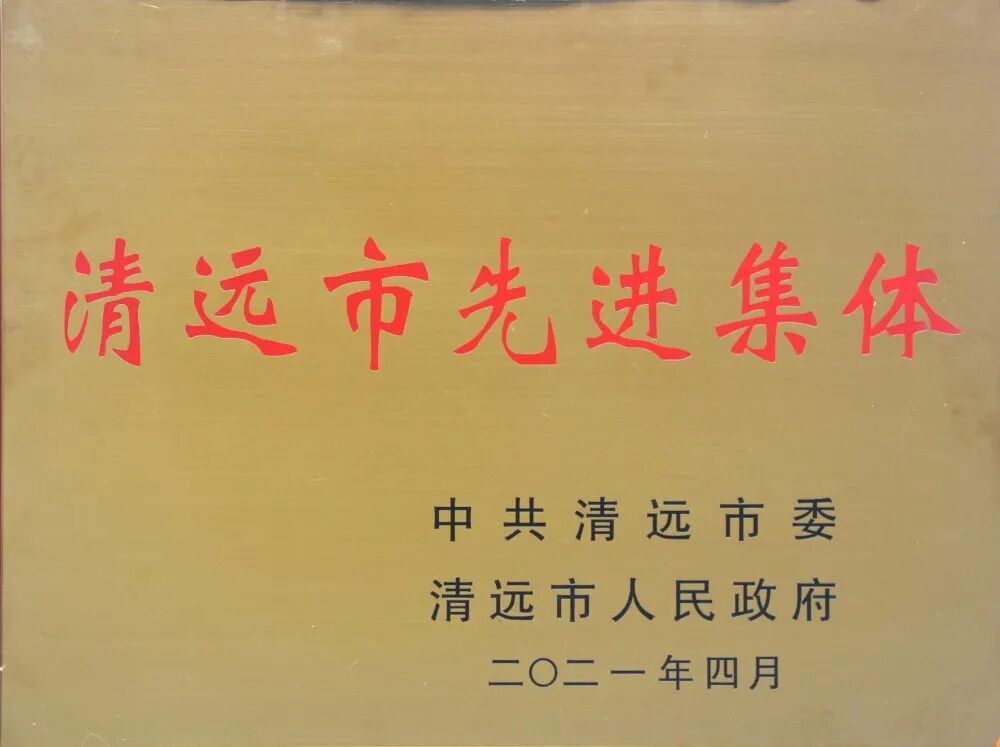 清远市先进集体
中共清远市委
清远市人民政府
二〇二一年四月